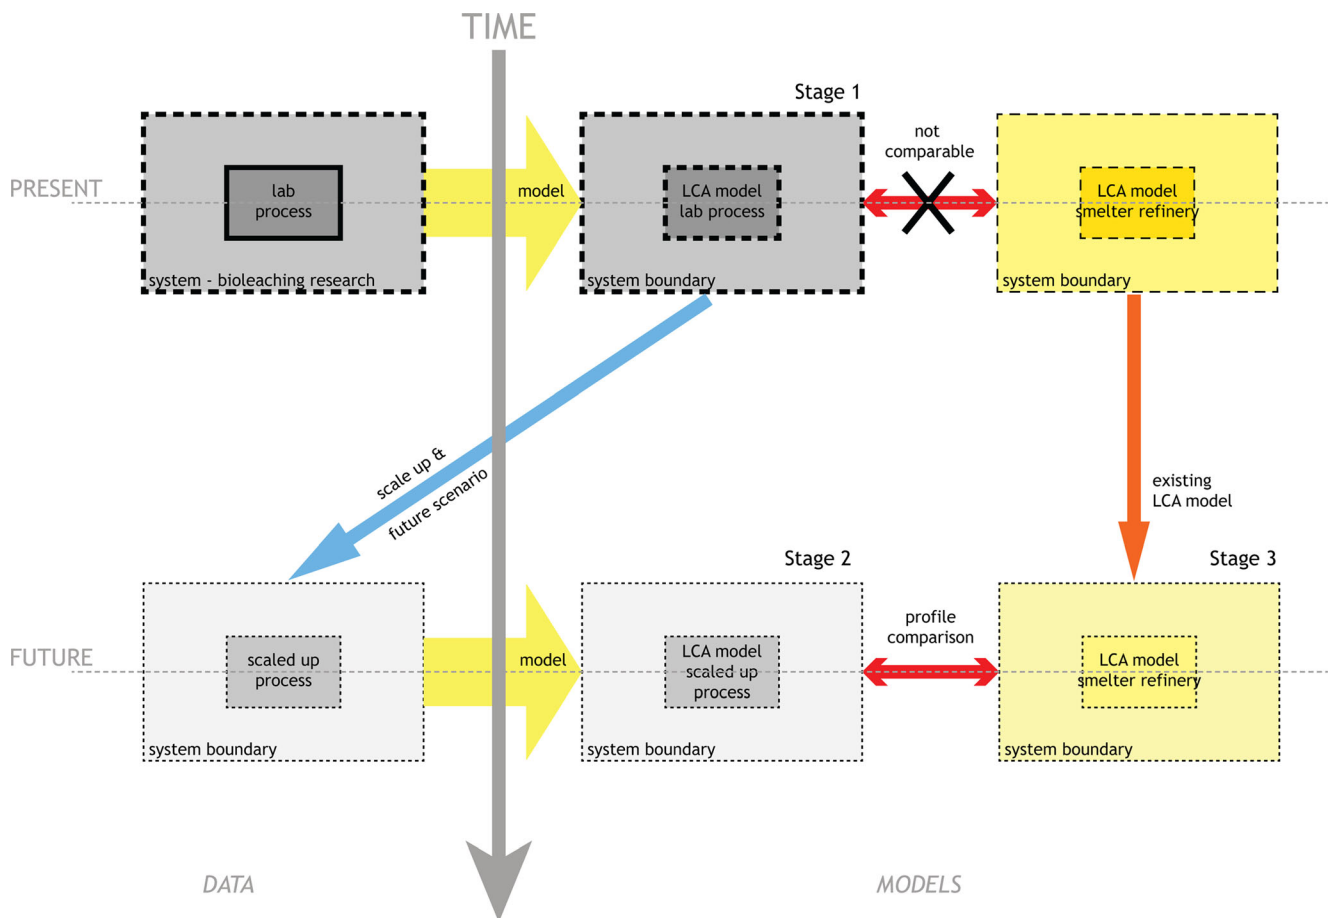 TIME
Stage 1
PRESENT
lab
process
system - bioleaching research
model
LCA model
lab process
system boundary
not
comparable
LCA model
smelter refinery
system boundary
scale up &
future scenario
existing
LCA model
Stage 2
Stage 3
FUTURE
scaled up
process
system boundary
model
LCA model
scaled up
process
system boundary
profile
comparison
LCA model
smelter refinery
system boundary
DATA
MODELS